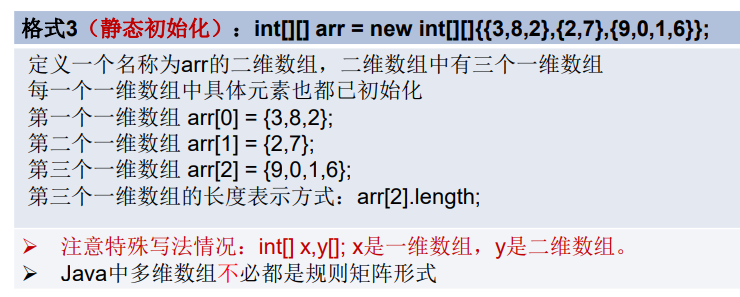 格式3（静态初始化）：int[][] arr = new int[][]{{3,8,2},{2,7},{9,0,1,6}};
定义一个名称为arr的二维数组，二维数组中有三个一维数组
每一个一维数组中具体元素也都已初始化
第一个一维数组 arr[0] = {3,8,2};
第二个一维数组 arr[1] = {2,7};
第三个一维数组 arr[2] = {9,0,1,6};
第三个一维数组的长度表示方式：arr[2].length;
➢ 注意特殊写法情况：int[] x,y[]; x是一维数组，y是二维数组。
➢ Java中多维数组不必都是规则矩阵形式